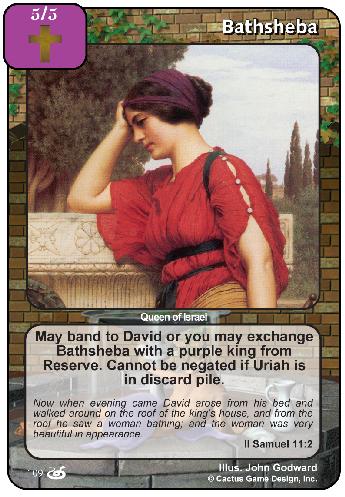 5/5
Bathsheba
Queen of Israel
May band to David or you may exchange
Bathsheba with a purple king from
Reserve. Cannot be negated if Uriah is
in discard pile.
Now when evening came David arose from his bed and
walked around on the roof of the king's house, and from the
roof he saw a woman bathing; and the woman was very
beautiful in appearance.
II Samuel 11:2
'09
Illus. John Godward
© Cactus Game Design, Inc.